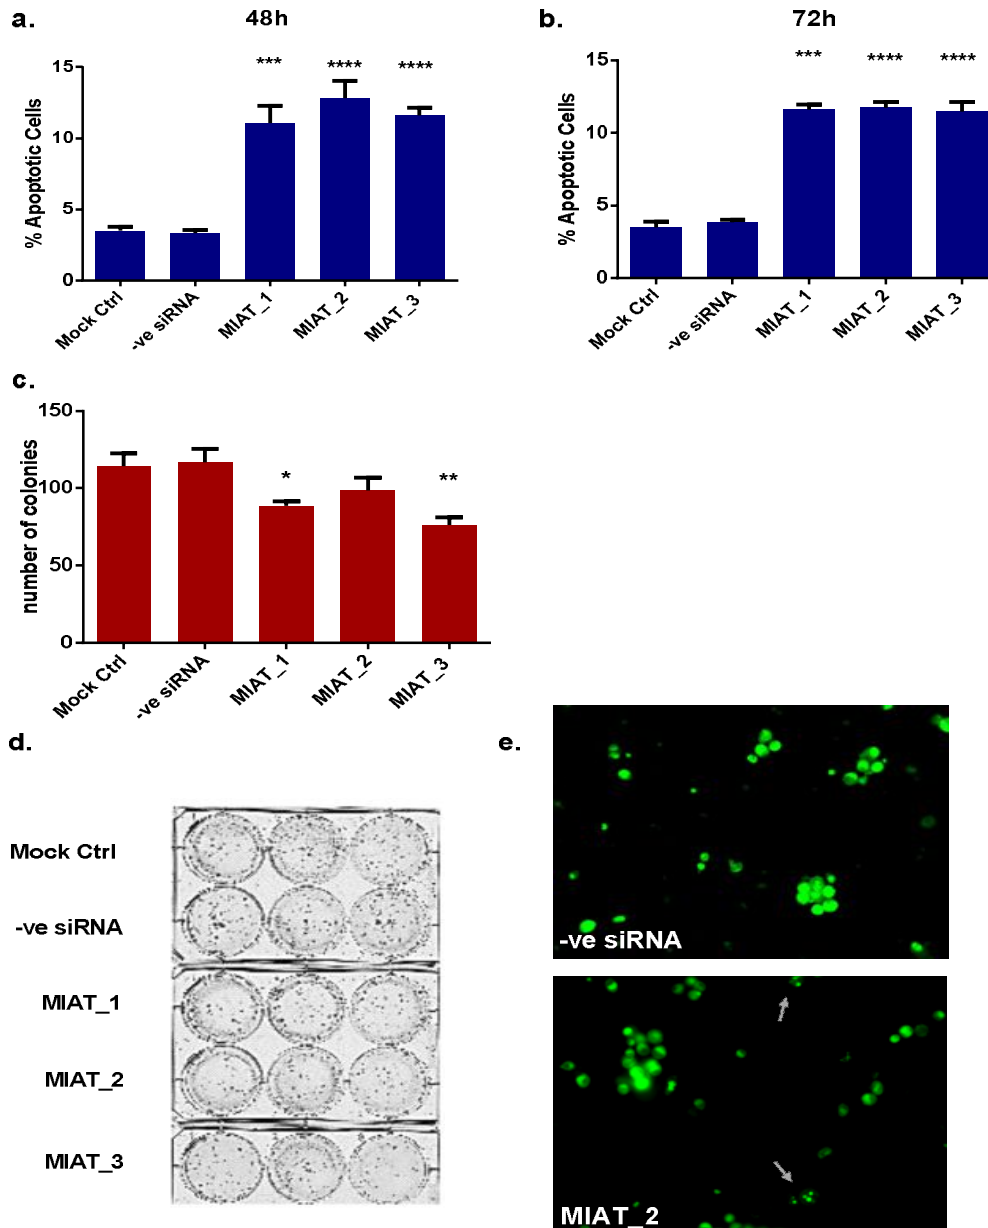 a.
48h
% Apoptotic Cells
15
10
5
0
***
****
****
Mock Ctrl
-ve siRNA
MIAT_1
MIAT_2
MIAT_3
b.
72h
% Apoptotic Cells
15
10
5
0
***
****
****
Mock Ctrl
-ve siRNA
MIAT_1
MIAT_2
MIAT_3
c.
number of colonies
150
100
50
0
*
**
Mock Ctrl
-ve siRNA
MIAT_1
MIAT_2
MIAT_3
d.
Mock Ctrl
-ve siRNA
MIAT_1
MIAT_2
MIAT_3
e.
-ve siRNA
MIAT_2